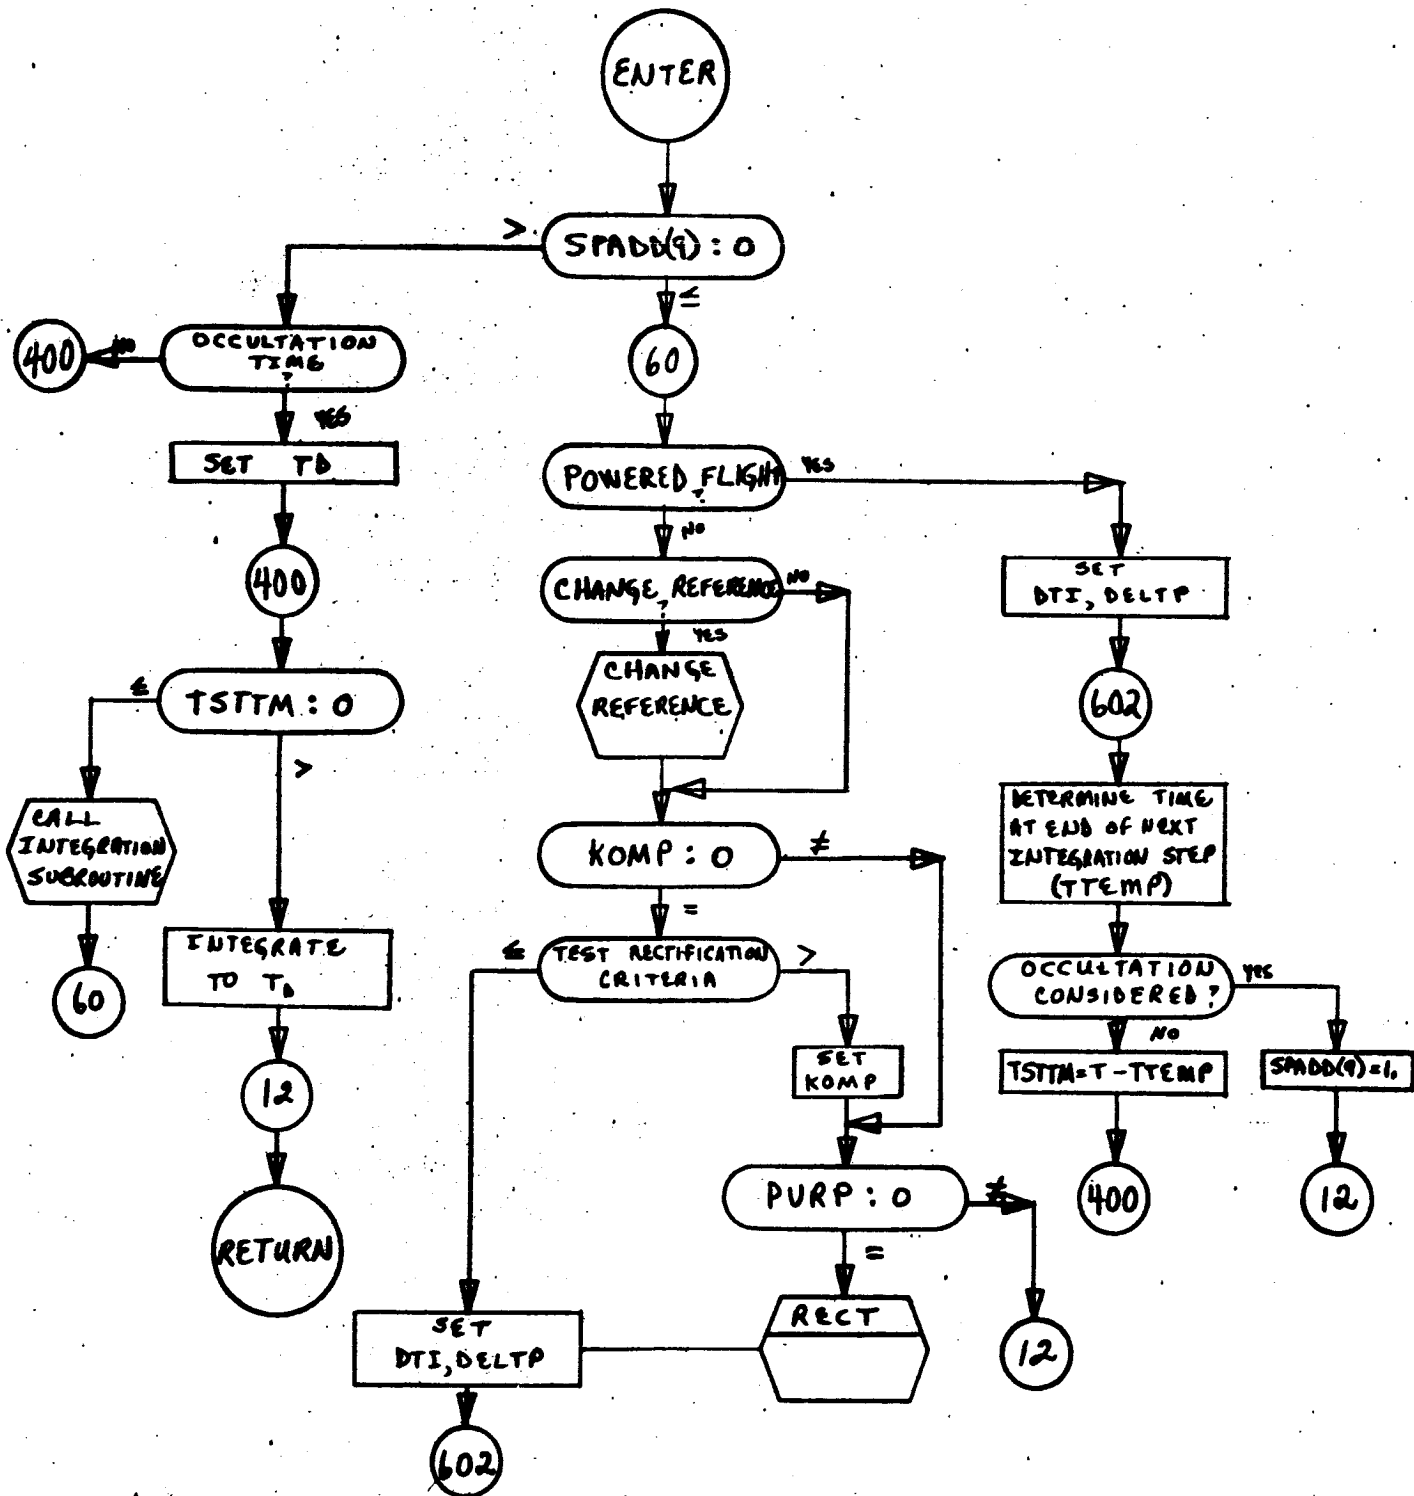 ENTER
>
SPADD(9) : 0
≤
400
NO
OCCULTATION
TIME
?
60
YES
SET TD
POWERED FLIGHT
?
YES
NO
400
CHANGE REFERENCE
?
NO
SET
DTI, DELTP
YES
CHANGE
REFERENCE
≤
TSTTM : 0
602
>
CALL
INTEGRATION
SUBROUTINE
KOMP : 0
≠
DETERMINE TIME
AT END OF NEXT
INTEGRATION STEP
(TTEMP)
=
INTEGRATE
TO TD
≤
TEST RECTIFICATION
CRITERIA
>
OCCULTATION
CONSIDERED?
YES
60
NO
SET
KOMP
TSTTM=T-TTEMP
SPADD(9)=1.
12
PURP : 0
≠
400
12
RETURN
=
SET
DTI, DELTP
RECT
12
602